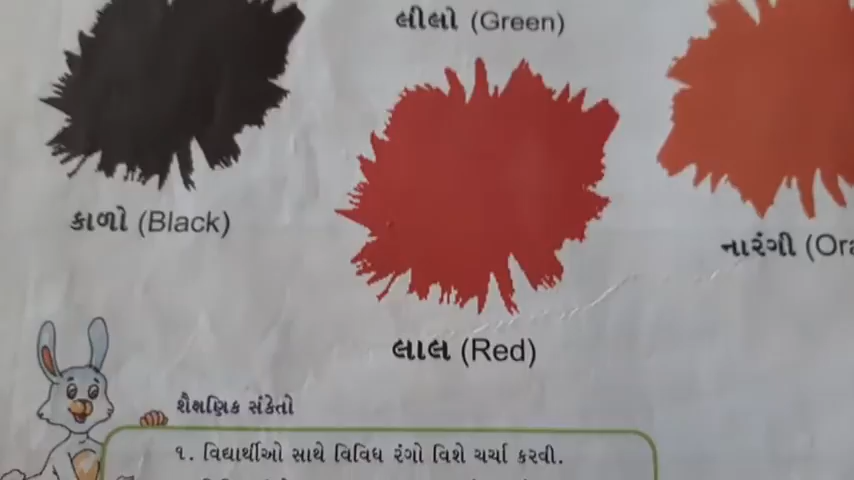 લીલો (Green)
કાળો (Black)
નારંગી
લાલ (Red)
શૈક્ષણિક સંકેતો
૧. વિદ્યાર્થીઓ સાથે વિવિધ રંગો વિશે ચર્ચા કરવી.